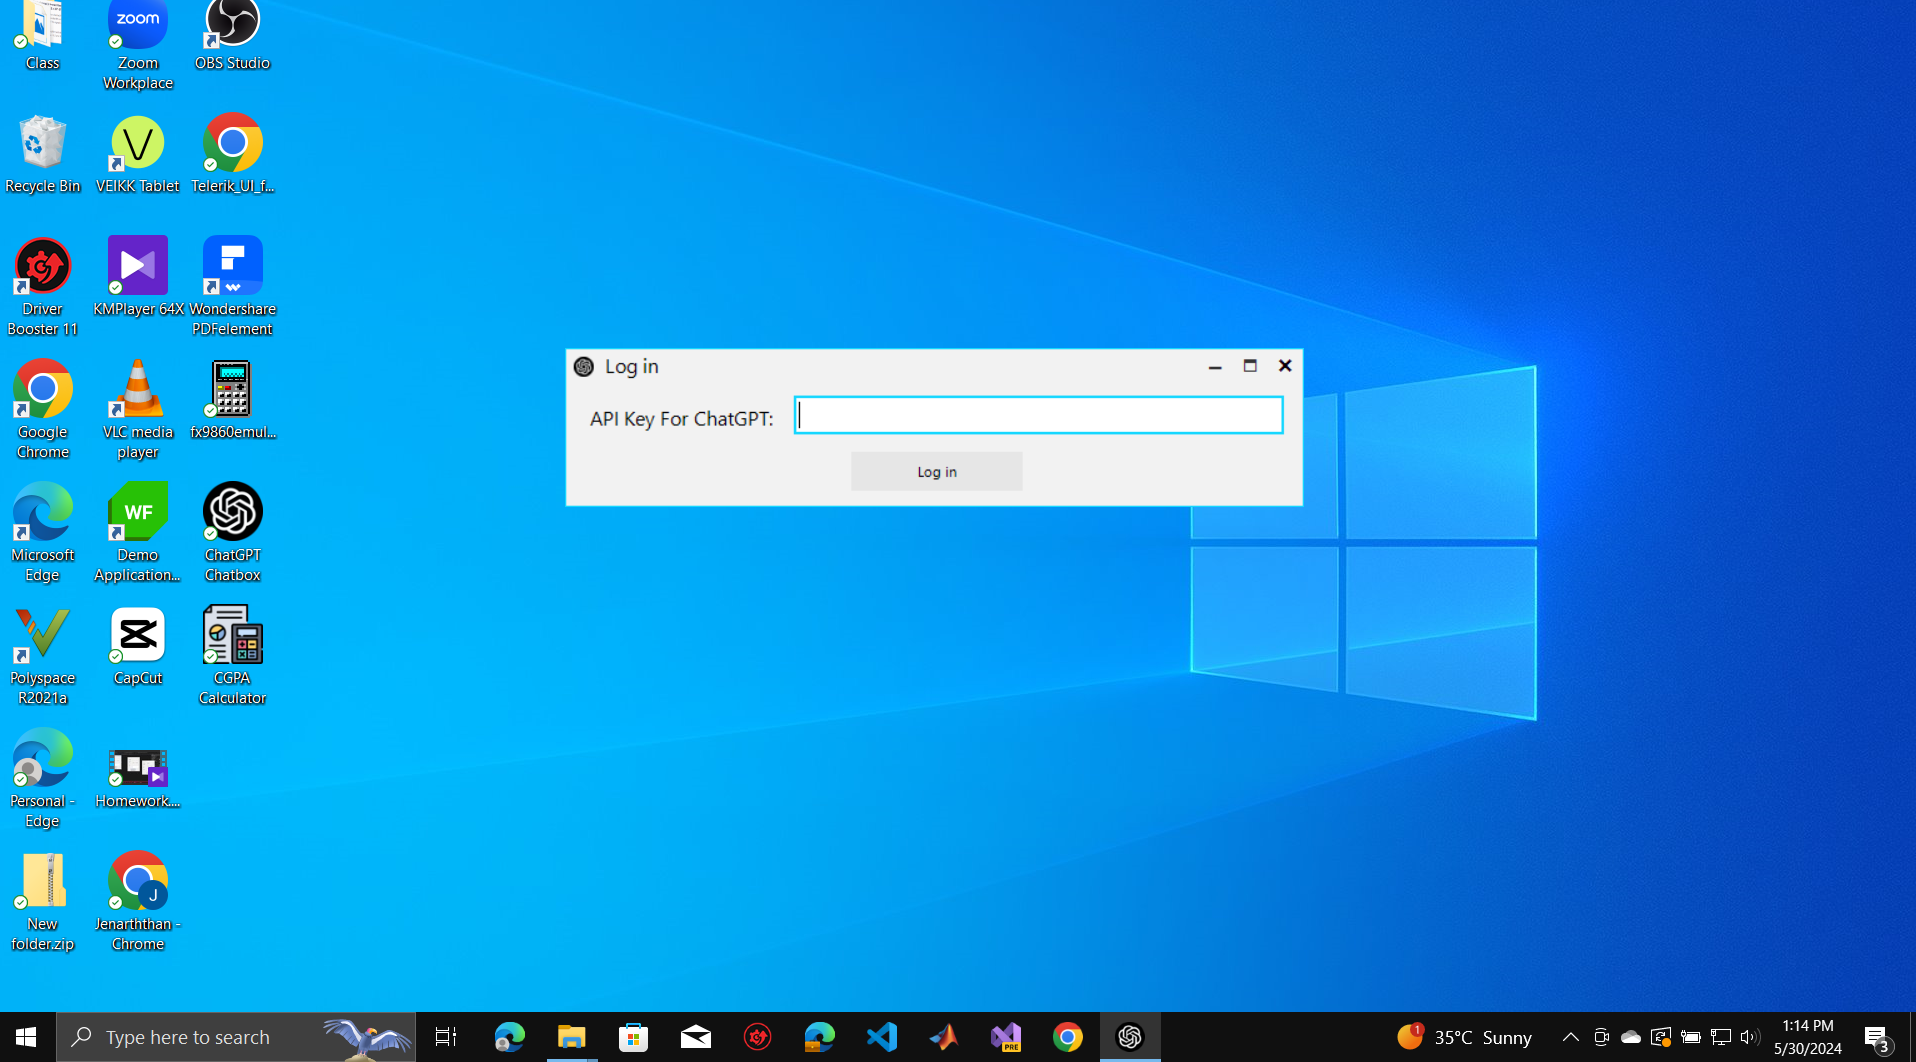 Class
zoom
Zoom
Workplace
OBS Studio
Recycle Bin
V
VEIKK Tablet
Telerik_UI_f...
Driver
Booster 11
KMPlayer 64X
Wondershare
PDFelement
Google
Chrome
VLC media
player
fx9860emul...
Microsoft
Edge
WF
Demo
Application...
ChatGPT
Chatbox
Polyspace
R2021a
CapCut
CGPA
Calculator
Personal -
Edge
Homework....
New
folder.zip
J
Jenarththan -
Chrome
Log in
API Key For ChatGPT:
Log in
Type here to search
PRE
1
35°C Sunny
1:14 PM
5/30/2024
3